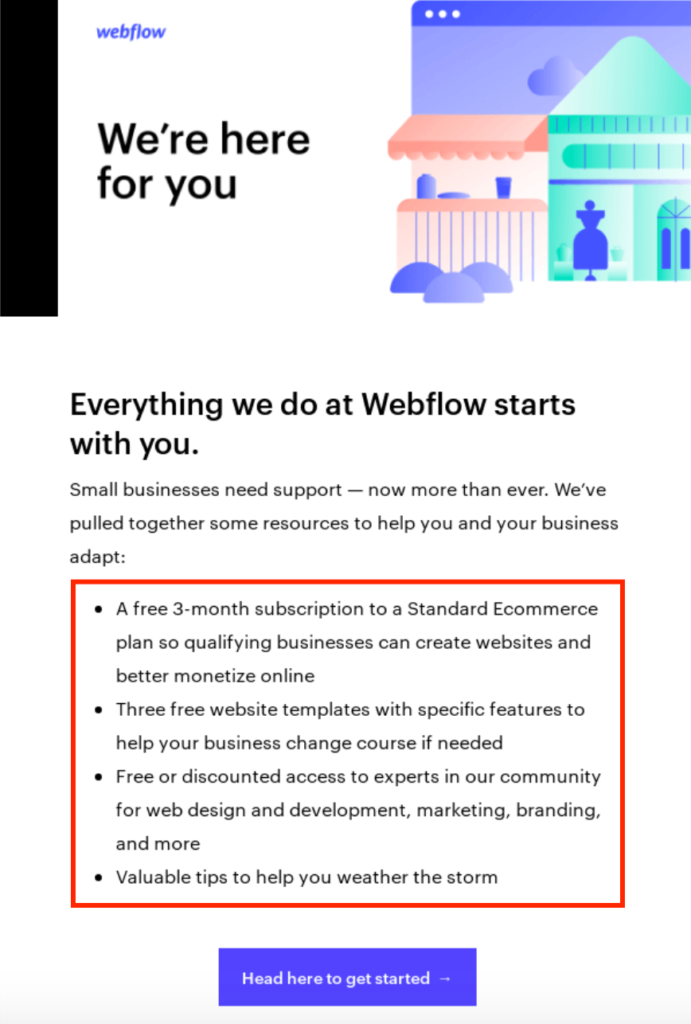 webflow
We’re here
for you
Everything we do at Webflow starts
with you.
Small businesses need support — now more than ever. We’ve
pulled together some resources to help you and your business
adapt:
• A free 3-month subscription to a Standard Ecommerce
plan so qualifying businesses can create websites and
better monetize online
• Three free website templates with specific features to
help your business change course if needed
• Free or discounted access to experts in our community
for web design and development, marketing, branding,
and more
• Valuable tips to help you weather the storm
Head here to get started →